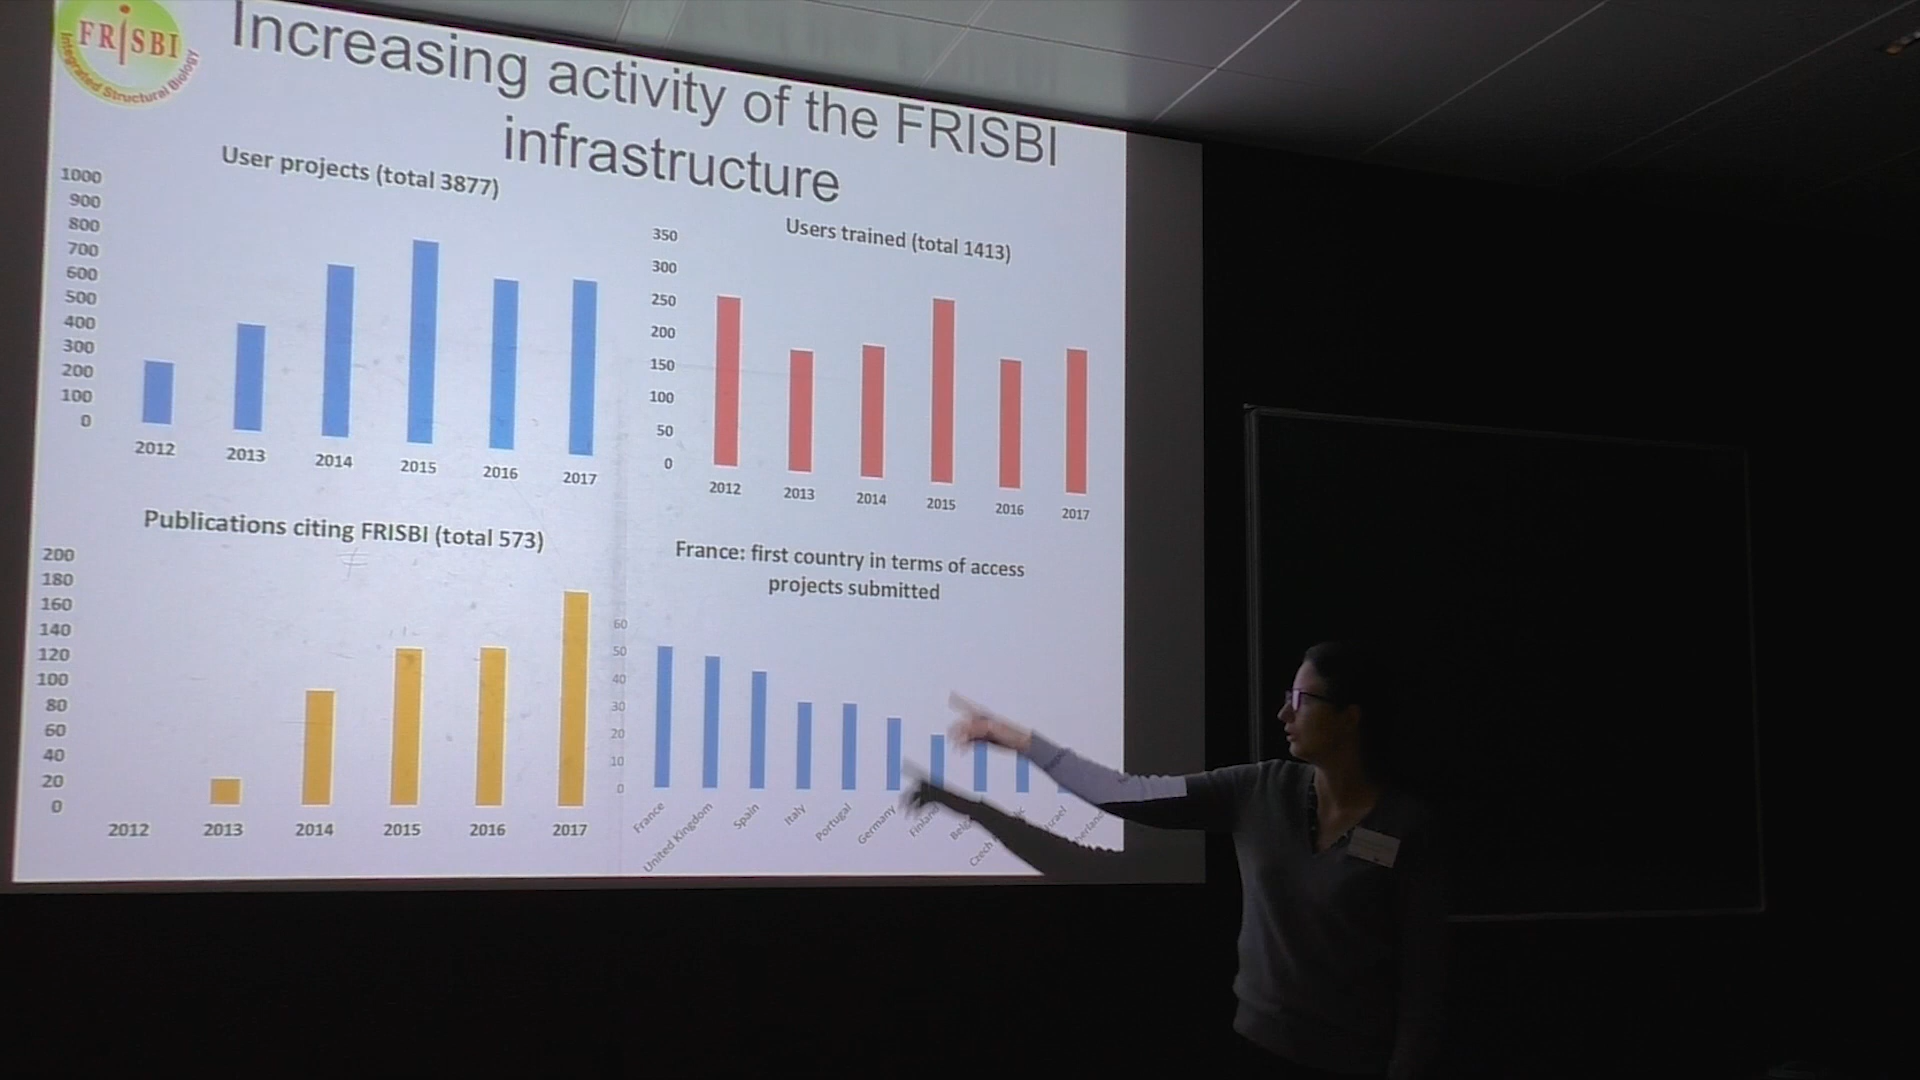 FRISBI
Integrated Structural Biology
Increasing activity of the FRISBI
infrastructure
User projects (total 3877)
1000
900
800
700
600
500
400
300
200
100
0
2012 2013 2014 2015 2016 2017
Users trained (total 1413)
350
300
250
200
150
100
50
0
2012 2013 2014 2015 2016 2017
Publications citing FRISBI (total 573)
200
180
160
140
120
100
80
60
40
20
0
2012 2013 2014 2015 2016 2017
France: first country in terms of access
projects submitted
60
50
40
30
20
10
0
France
United Kingdom
Spain
Italy
Portugal
Germany
Czech